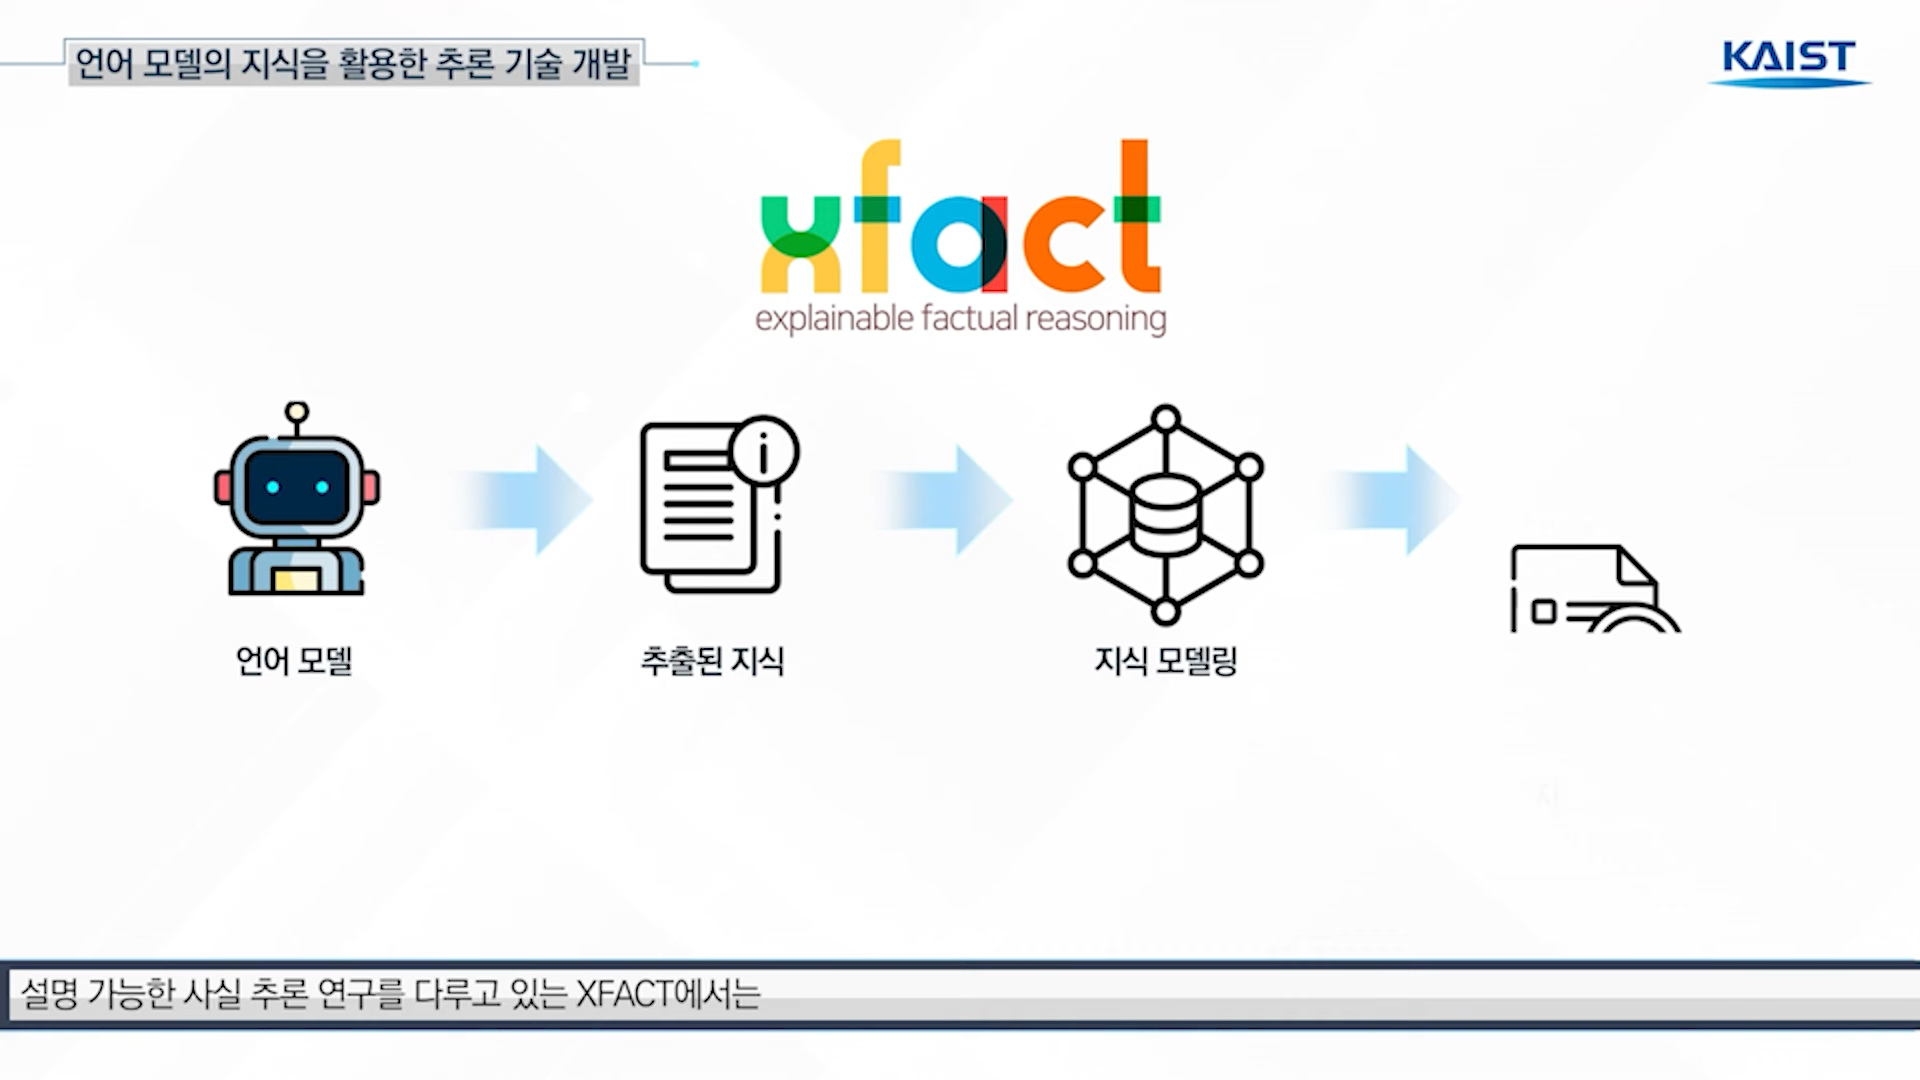 언어 모델의 지식을 활용한 추론 기술 개발
KAIST
xfact
explainable factual reasoning
언어 모델
추출된 지식
지식 모델링
설명 가능한 사실 추론 연구를 다루고 있는 XFACT에서는